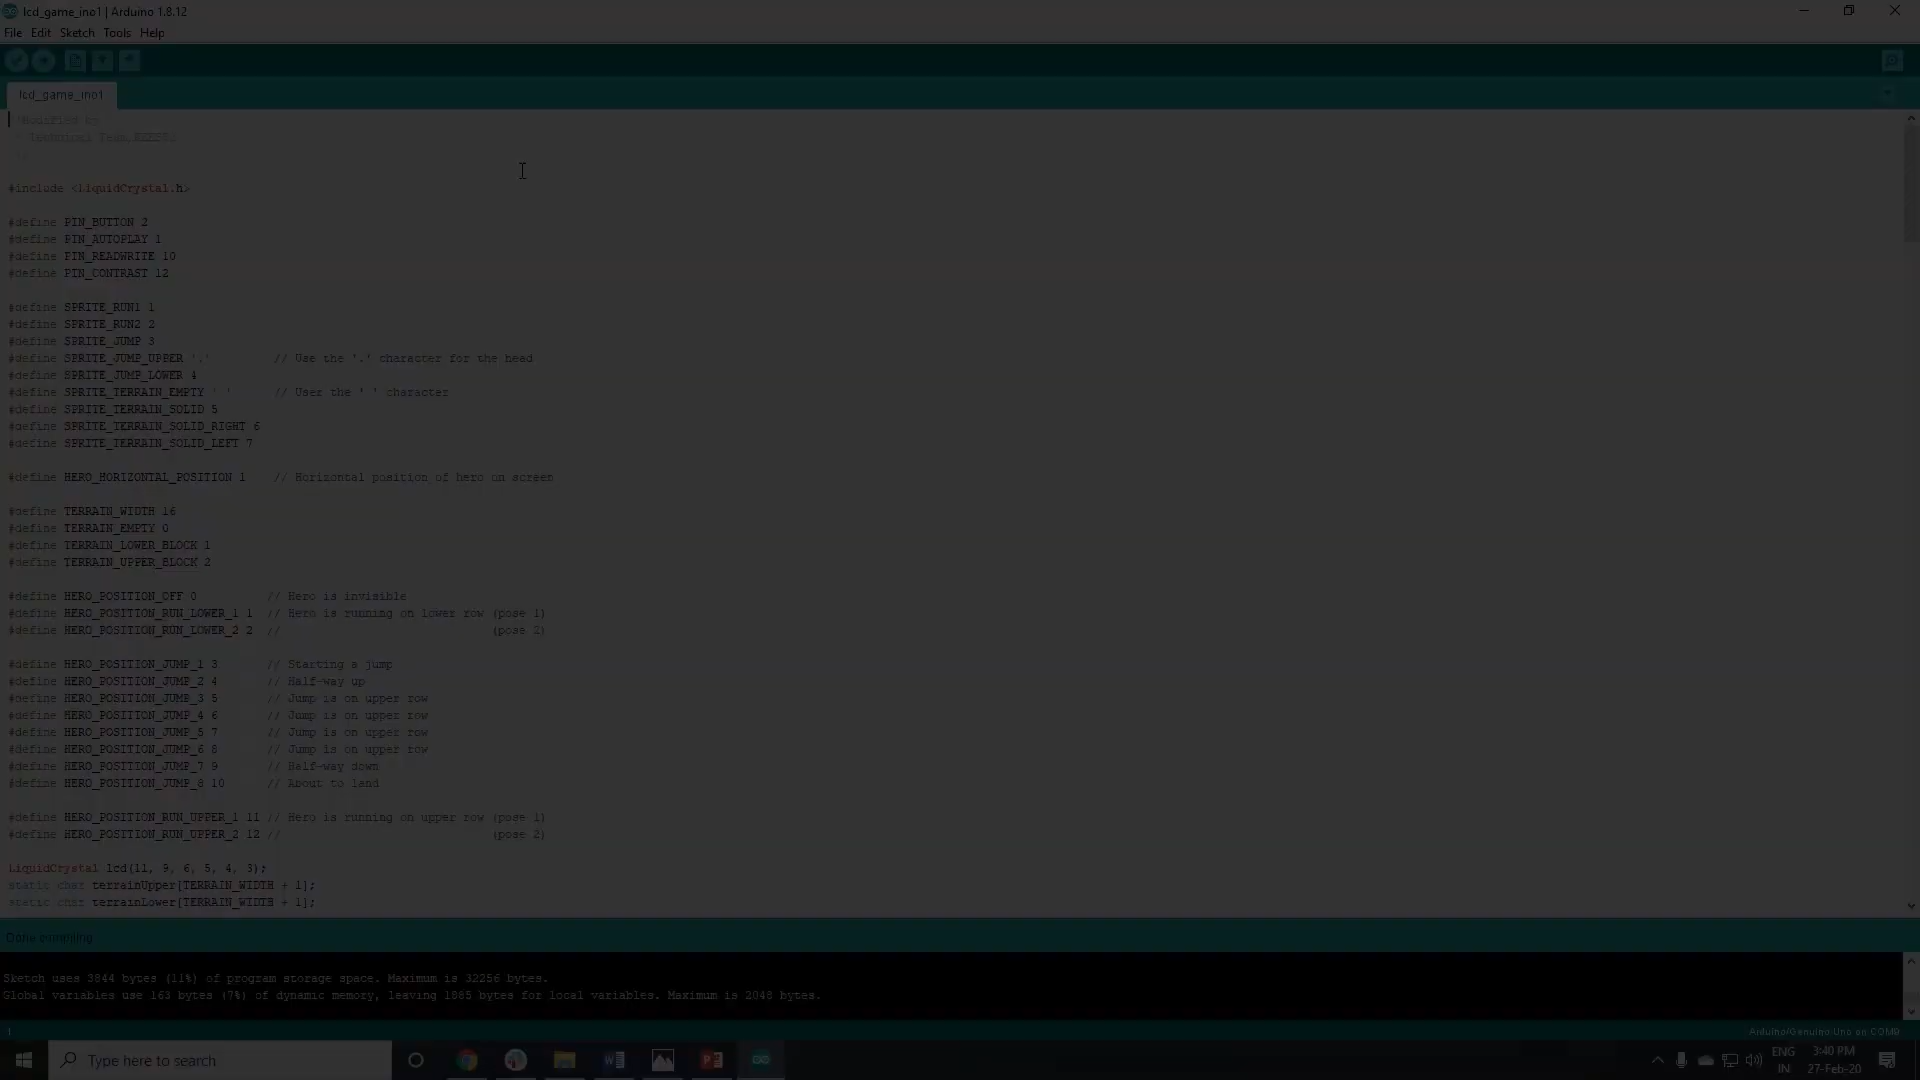 lcd_game_ino1 | Arduino 1.8.12
File Edit Sketch Tools Help
lcd_game_ino1
Modified by
Technical Team
#include <LiquidCrystal.h>
#define PIN_BUTTON 2
#define PIN_AUTOPLAY 1
#define PIN_READWRITE 10
#define PIN_CONTRAST 12
#define SPRITE_RUN1 1
#define SPRITE_RUN2 2
#define SPRITE_JUMP 3
#define SPRITE_JUMP_UPPER '.' // Use the '.' character for the head
#define SPRITE_JUMP_LOWER 4
#define SPRITE_TERRAIN_EMPTY ' ' // User the ' ' character
#define SPRITE_TERRAIN_SOLID 5
#define SPRITE_TERRAIN_SOLID_RIGHT 6
#define SPRITE_TERRAIN_SOLID_LEFT 7
#define HERO_HORIZONTAL_POSITION 1 // Horizontal position of hero on screen
#define TERRAIN_WIDTH 16
#define TERRAIN_EMPTY 0
#define TERRAIN_LOWER_BLOCK 1
#define TERRAIN_UPPER_BLOCK 2
#define HERO_POSITION_OFF 0 // Hero is invisible
#define HERO_POSITION_RUN_LOWER_1 1 // Hero is running on lower row (pose 1)
#define HERO_POSITION_RUN_LOWER_2 2 // (pose 2)
#define HERO_POSITION_JUMP_1 3 // Starting a jump
#define HERO_POSITION_JUMP_2 4 // Half-way up
#define HERO_POSITION_JUMP_3 5 // Jump is on upper row
#define HERO_POSITION_JUMP_4 6 // Jump is on upper row
#define HERO_POSITION_JUMP_5 7 // Jump is on upper row
#define HERO_POSITION_JUMP_6 8 // Jump is on upper row
#define HERO_POSITION_JUMP_7 9 // Half-way down
#define HERO_POSITION_JUMP_8 10 // About to land
#define HERO_POSITION_RUN_UPPER_1 11 // Hero is running on upper row (pose 1)
#define HERO_POSITION_RUN_UPPER_2 12 // (pose 2)
LiquidCrystal lcd(11, 9, 6, 5, 4, 3);
static char terrainUpper[TERRAIN_WIDTH + 1];
static char terrainLower[TERRAIN_WIDTH + 1];
Done compiling
Sketch uses 3844 bytes (11%) of program storage space. Maximum is 32256 bytes.
Global variables use 163 bytes (7%) of dynamic memory, leaving 1885 bytes for local variables. Maximum is 2048 bytes.
1 Arduino/Genuino Uno on COM9
Type here to search
ENG
IN
3:40 PM
27-Feb-20